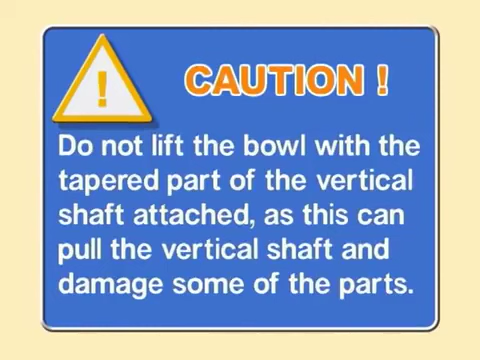 !
CAUTION !
Do not lift the bowl with the
tapered part of the vertical
shaft attached, as this can
pull the vertical shaft and
damage some of the parts.